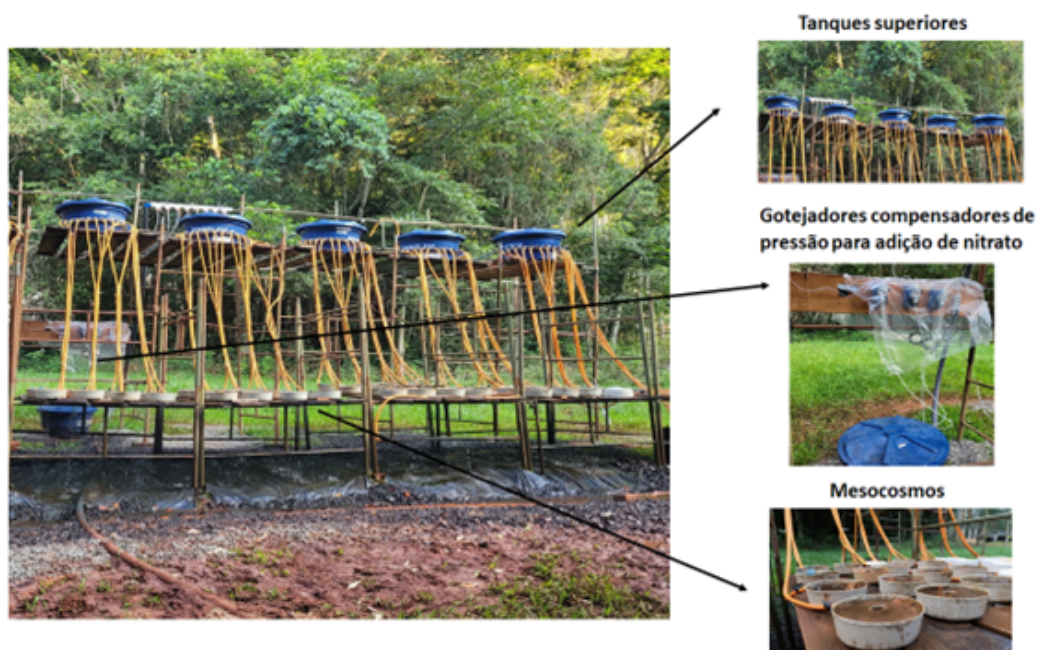 Tanques superiores
Gotejadores compensadores de
pressão para adição de nitrato
Mesocosmos